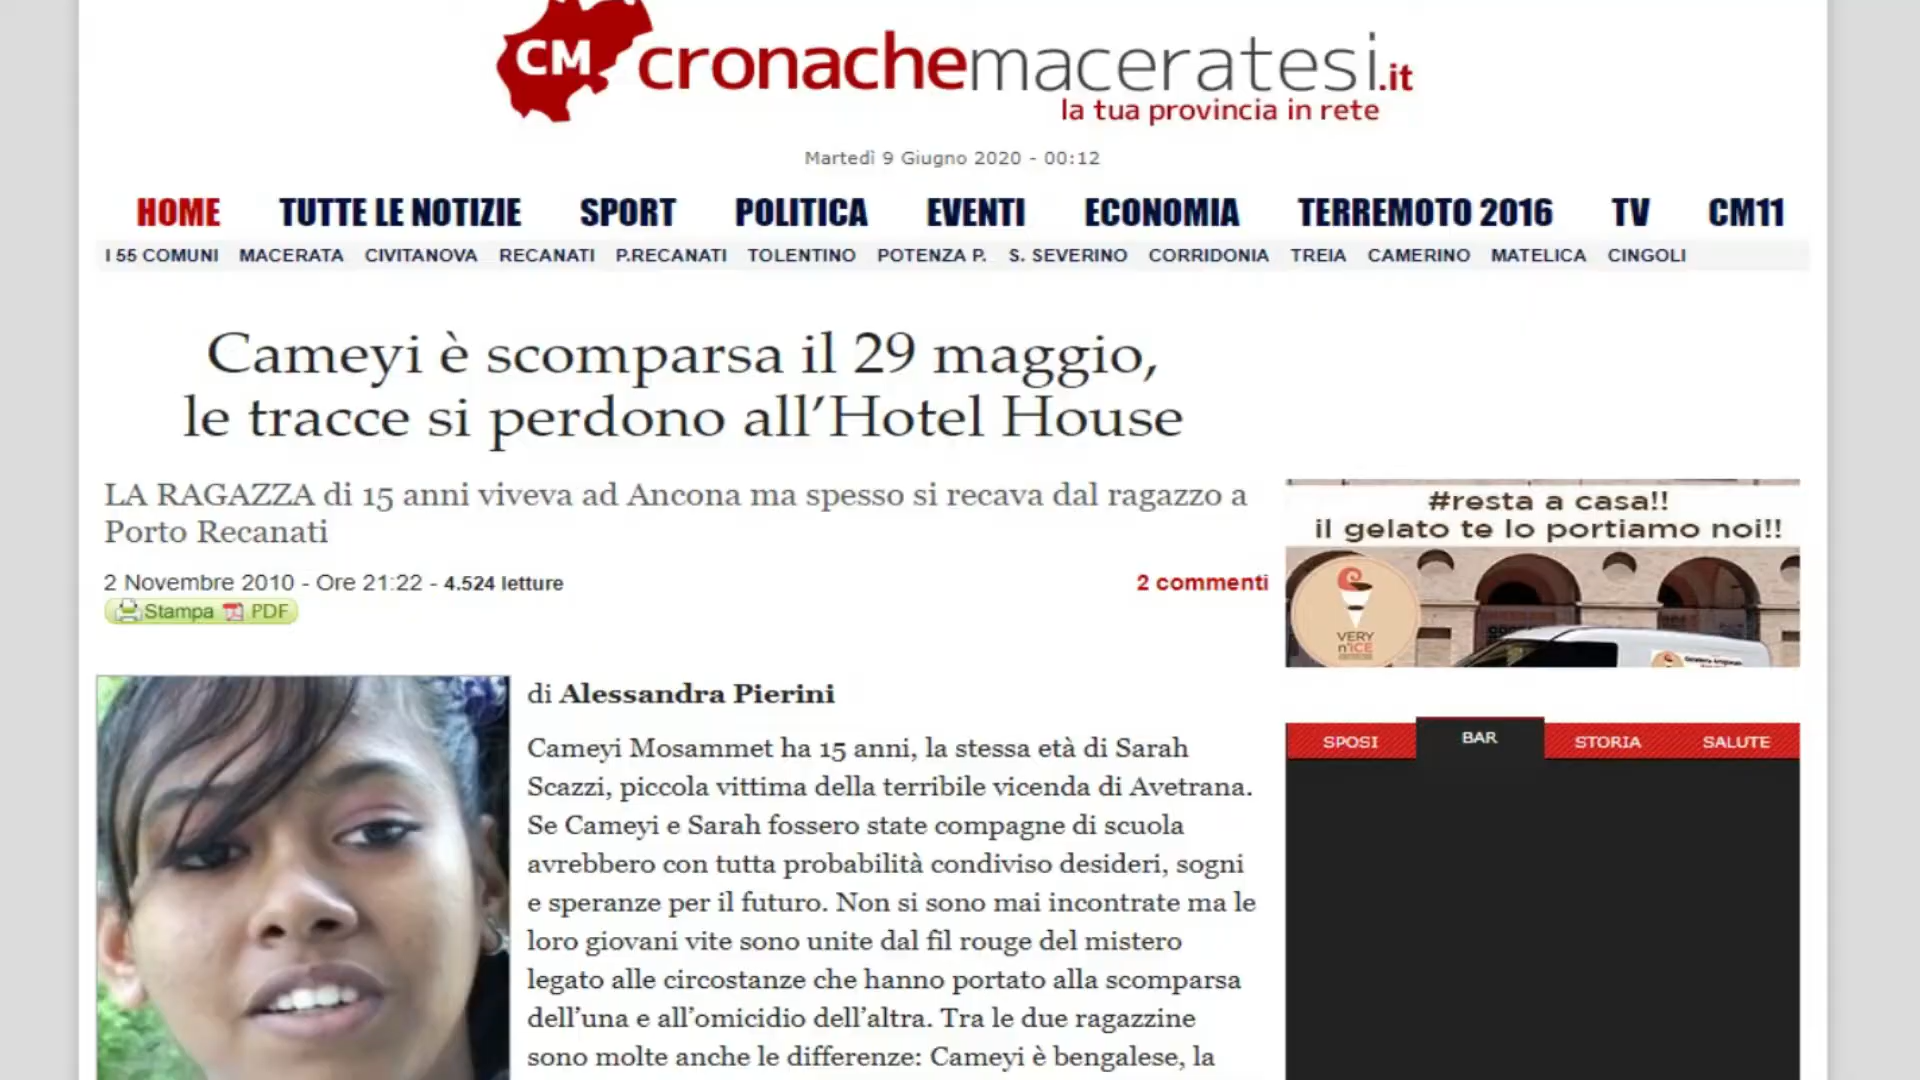 CM cronachemaceratesi.it
la tua provincia in rete
Martedì 9 Giugno 2020 - 00:12
HOME TUTTE LE NOTIZIE SPORT POLITICA EVENTI ECONOMIA TERREMOTO 2016 TV CM11
I 55 COMUNI MACERATA CIVITANOVA RECANATI P.RECANATI TOLENTINO POTENZA P. S. SEVERINO CORRIDONIA TREIA CAMERINO MATELICA CINGOLI
Cameyi è scomparsa il 29 maggio,
le tracce si perdono all’Hotel House
LA RAGAZZA di 15 anni viveva ad Ancona ma spesso si recava dal ragazzo a
Porto Recanati
2 Novembre 2010 - Ore 21:22 - 4.524 letture
2 commenti
Stampa PDF
di Alessandra Pierini
Cameyi Mosammet ha 15 anni, la stessa età di Sarah
Scazzi, piccola vittima della terribile vicenda di Avetrana.
Se Cameyi e Sarah fossero state compagne di scuola
avrebbero con tutta probabilità condiviso desideri, sogni
e speranze per il futuro. Non si sono mai incontrate ma le
loro giovani vite sono unite dal fil rouge del mistero
legato alle circostanze che hanno portato alla scomparsa
dell’una e all’omicidio dell’altra. Tra le due ragazzine
sono molte anche le differenze: Cameyi è bengalese, la
#resta a casa!!
il gelato te lo portiamo noi!!
VERY
n'ICE
SPOSI BAR STORIA SALUTE